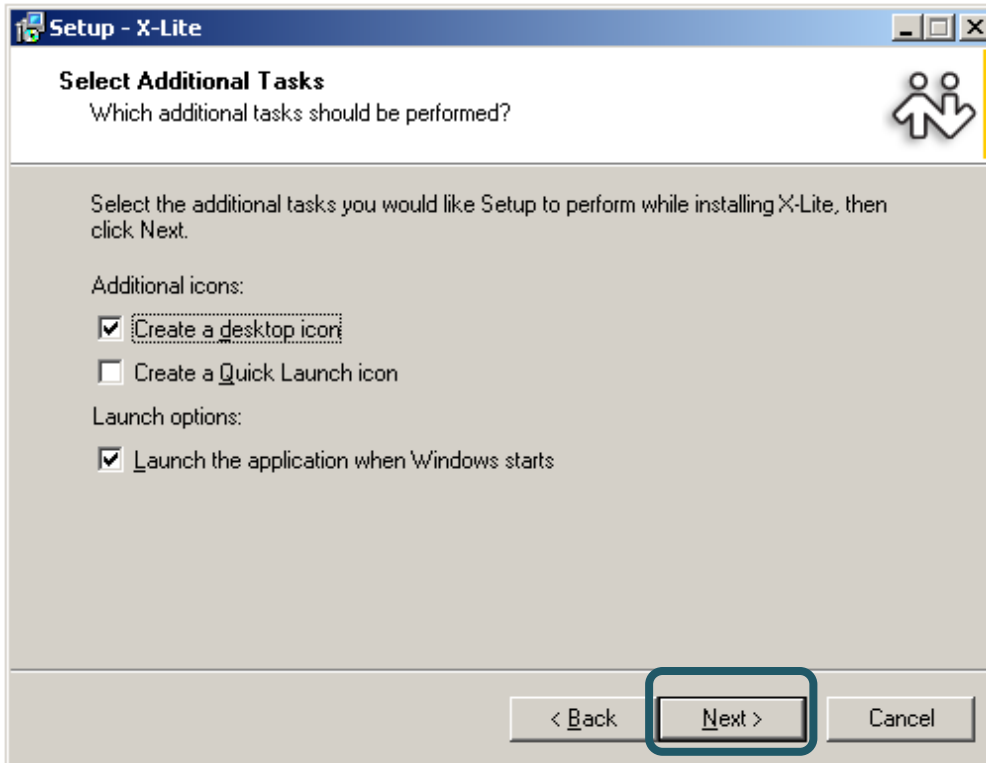 Setup - X-Lite
Select Additional Tasks
Which additional tasks should be performed?
Select the additional tasks you would like Setup to perform while installing X-Lite, then
click Next.
Additional icons:
Create a desktop icon
Create a Quick Launch icon
Launch options:
Launch the application when Windows starts
< Back Next > Cancel